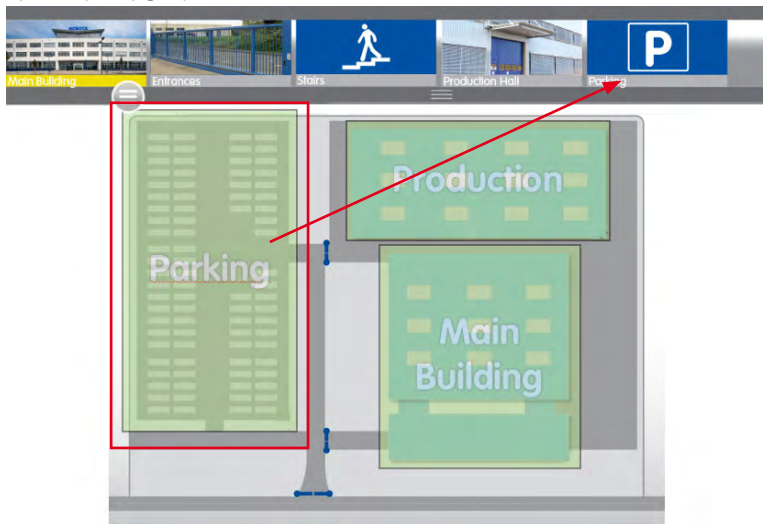 Main Building
Entrances
Stairs
Production Hall
P
Parking
Production
Parking
Main
Building